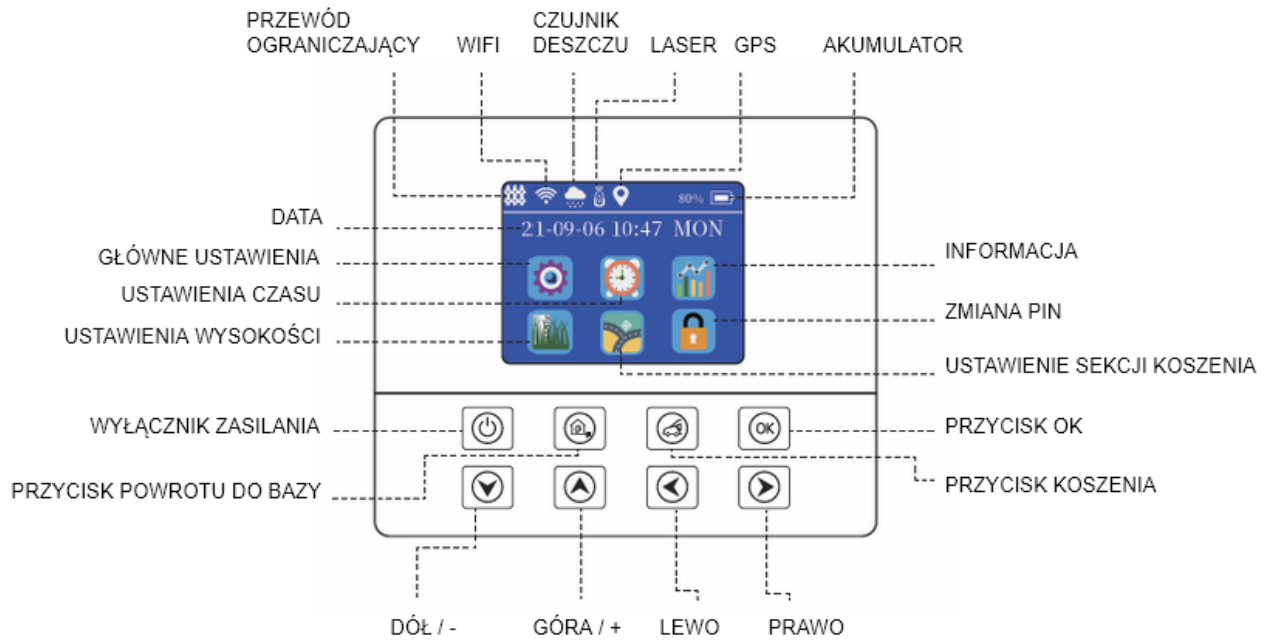 PRZEWÓD
OGRANICZAJĄCY
WIFI
CZUJNIK
DESZCZU
LASER
GPS
AKUMULATOR
80%
21-09-06 10:47 MON
DATA
GŁÓWNE USTAWIENIA
USTAWIENIA CZASU
USTAWIENIA WYSOKOŚCI
INFORMACJA
ZMIANA PIN
USTAWIENIE SEKCJI KOSZENIA
WYŁĄCZNIK ZASILANIA
OK
PRZYCISK OK
PRZYCISK POWROTU DO BAZY
PRZYCISK KOSZENIA
DÓŁ / -
GÓRA / +
LEWO
PRAWO